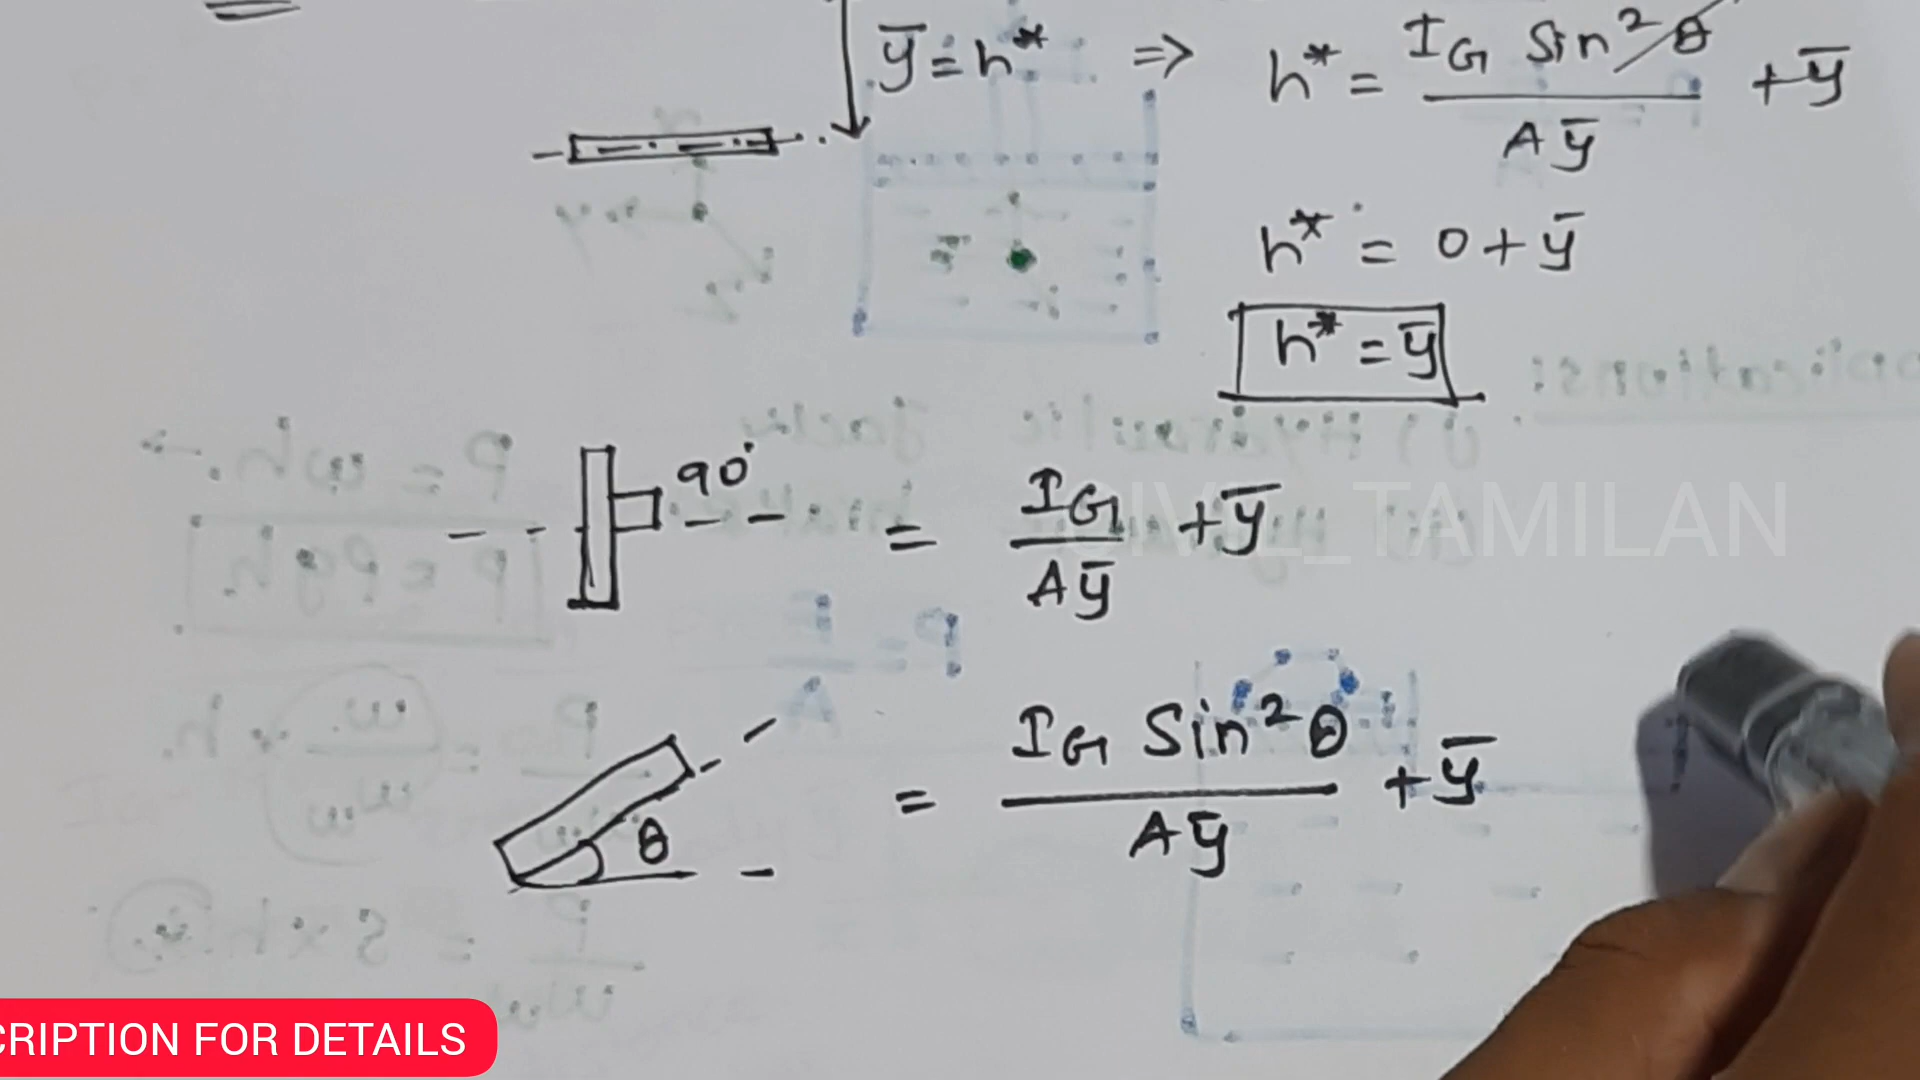 ȳ = h* ⇒ h* = I_G Sin²θ / Aȳ + ȳ
h* = 0 + ȳ
h* = ȳ
90° = I_G / Aȳ + ȳ
CIVIL_TAMILAN
θ = I_G Sin²θ / Aȳ + ȳ
CRIPTION FOR DETAILS